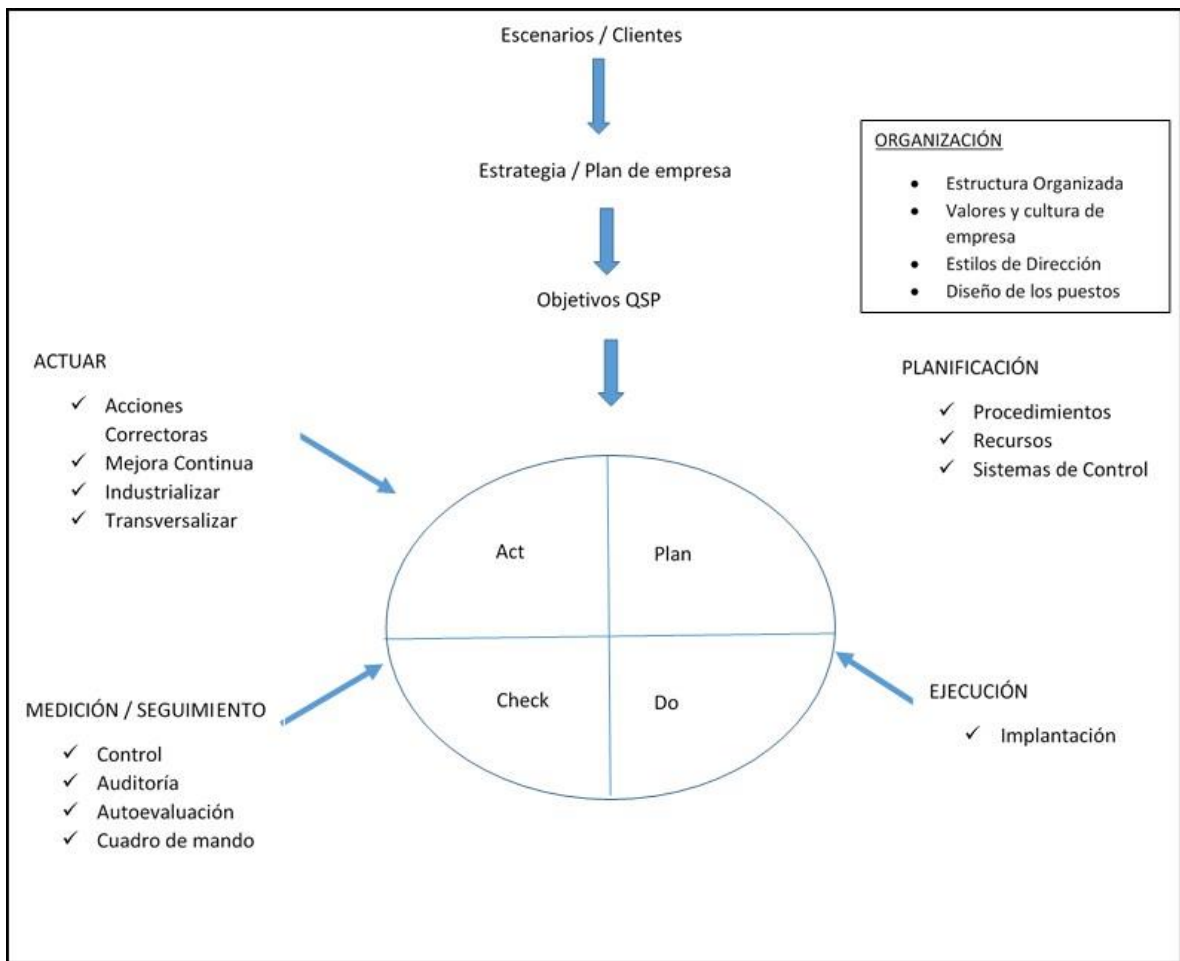 Escenarios / Clientes
Estrategia / Plan de empresa
Objetivos QSP
ORGANIZACIÓN
• Estructura Organizada
• Valores y cultura de
empresa
• Estilos de Dirección
• Diseño de los puestos
ACTUAR
✓ Acciones
Correctoras
✓ Mejora Continua
✓ Industrializar
✓ Transversalizar
PLANIFICACIÓN
✓ Procedimientos
✓ Recursos
✓ Sistemas de Control
Act
Plan
Check
Do
MEDICIÓN / SEGUIMIENTO
✓ Control
✓ Auditoría
✓ Autoevaluación
✓ Cuadro de mando
EJECUCIÓN
✓ Implantación